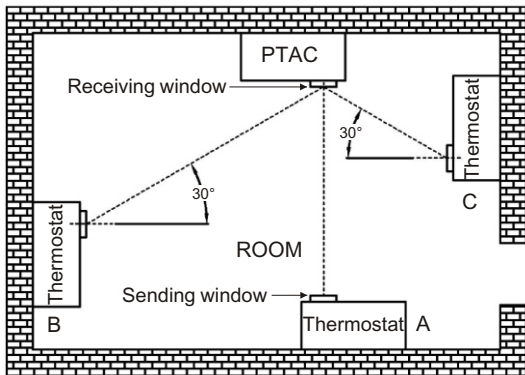 PTAC
Receiving window
30°
Thermostat
C
30°
Thermostat
B
ROOM
Sending window
Thermostat
A